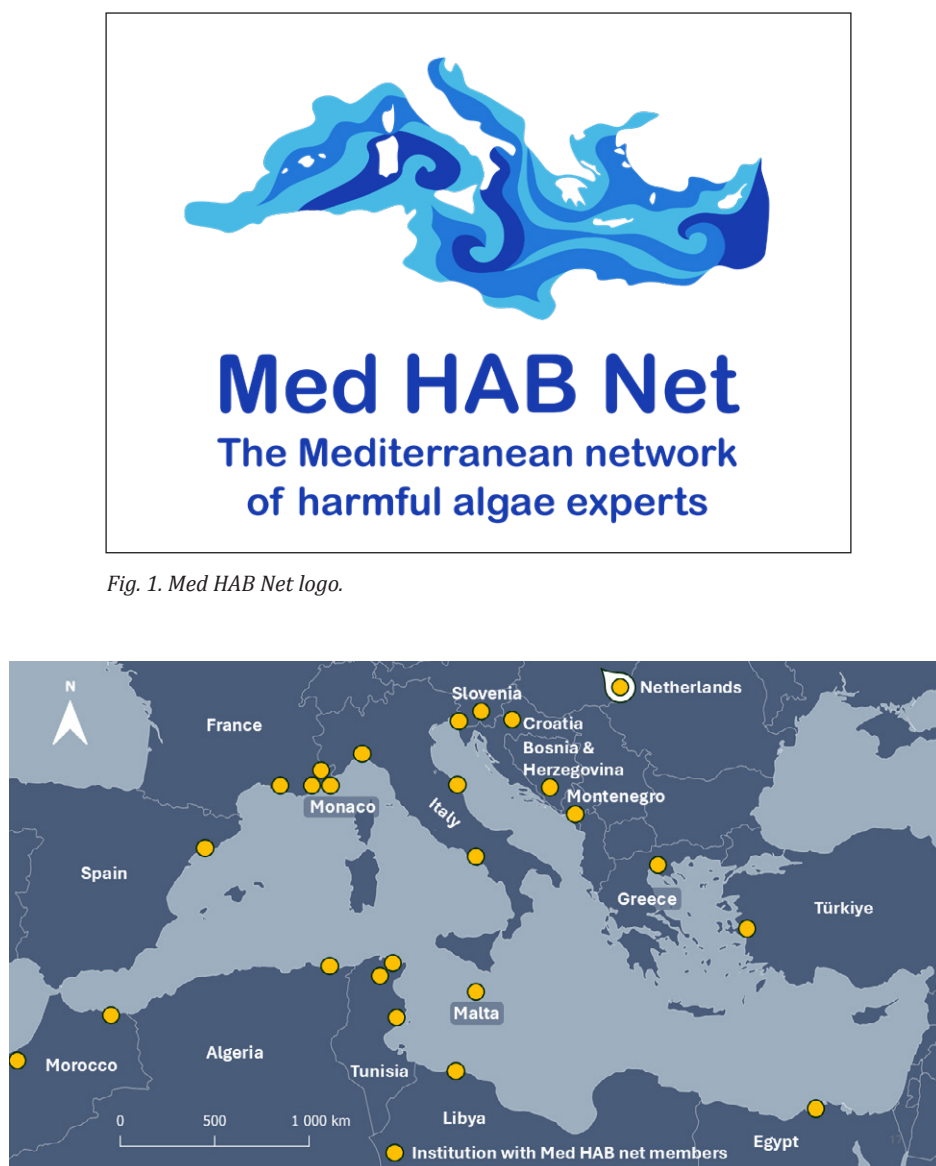 Med HAB Net
The Mediterranean network
of harmful algae experts
Fig. 1. Med HAB Net logo.
N
Netherlands
Slovenia
France
Croatia
Bosnia &
Herzegovina
Montenegro
Monaco
Italy
Spain
Greece
Türkiye
Malta
Algeria
Morocco
Tunisia
Libya
0 500 1 000 km
Egypt
17
Institution with Med HAB net members